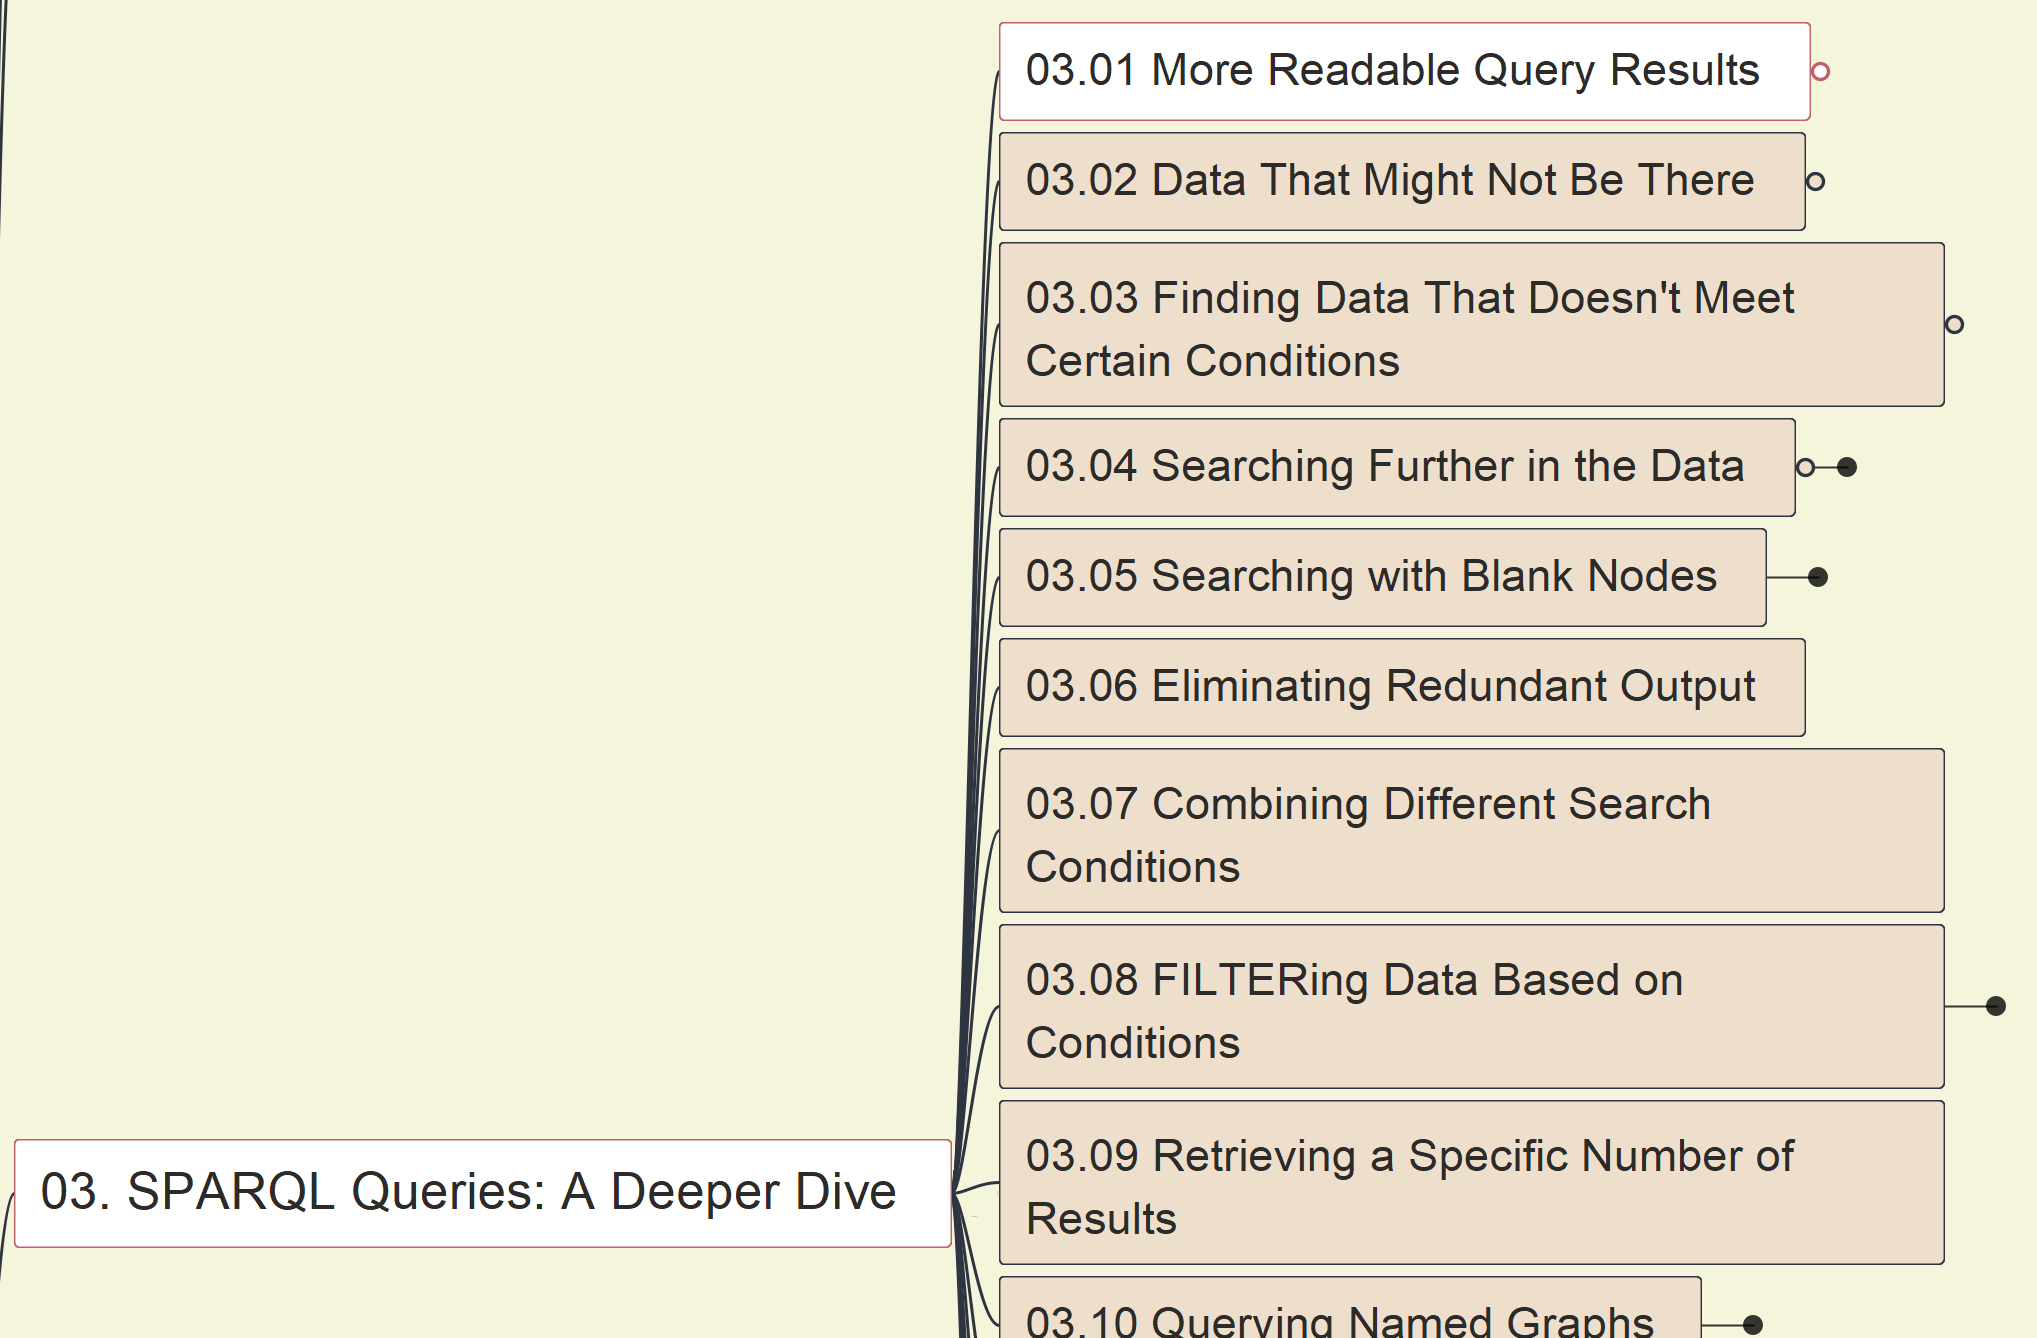 03.01 More Readable Query Results
03.02 Data That Might Not Be There
03.03 Finding Data That Doesn't Meet
Certain Conditions
03.04 Searching Further in the Data
03.05 Searching with Blank Nodes
03.06 Eliminating Redundant Output
03.07 Combining Different Search
Conditions
03.08 FILTERing Data Based on
Conditions
03. SPARQL Queries: A Deeper Dive
03.09 Retrieving a Specific Number of
Results
03.10 Querying Named Graphs